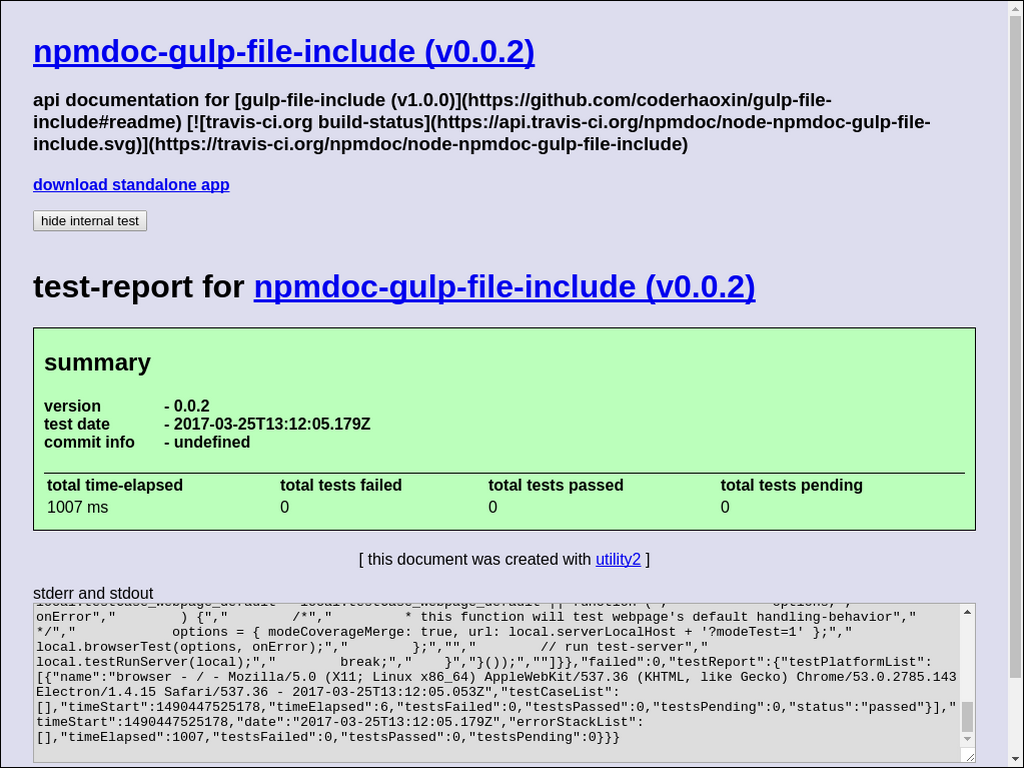 npmdoc-gulp-file-include (v0.0.2)
api documentation for [gulp-file-include (v1.0.0)](https://github.com/coderhaoxin/gulp-file-
include#readme) [![travis-ci.org build-status](https://api.travis-ci.org/npmdoc/node-npmdoc-gulp-file-
include.svg)](https://travis-ci.org/npmdoc/node-npmdoc-gulp-file-include)
download standalone app
hide internal test
test-report for npmdoc-gulp-file-include (v0.0.2)
summary
version - 0.0.2
test date - 2017-03-25T13:12:05.179Z
commit info - undefined
total time-elapsed total tests failed total tests passed total tests pending
1007 ms 0 0 0
[ this document was created with utility2 ]
stderr and stdout
onError","        ) {","        /*","         * this function will test webpage's default handling-behavior","
*/","            options = { modeCoverageMerge: true, url: local.serverLocalHost + '?modeTest=1' };","
local.browserTest(options, onError);","        };","","        // run test-server","
local.testRunServer(local);","        break;","    }","}());",""]}},"failed":0,"testReport":{"testPlatformList":
[{"name":"browser - / - Mozilla/5.0 (X11; Linux x86_64) AppleWebKit/537.36 (KHTML, like Gecko) Chrome/53.0.2785.143
Electron/1.4.15 Safari/537.36 - 2017-03-25T13:12:05.053Z","testCaseList":
[],"timeStart":1490447525178,"timeElapsed":6,"testsFailed":0,"testsPassed":0,"testsPending":0,"status":"passed"}],"
timeStart":1490447525178,"date":"2017-03-25T13:12:05.179Z","errorStackList":
[],"timeElapsed":1007,"testsFailed":0,"testsPassed":0,"testsPending":0}}}